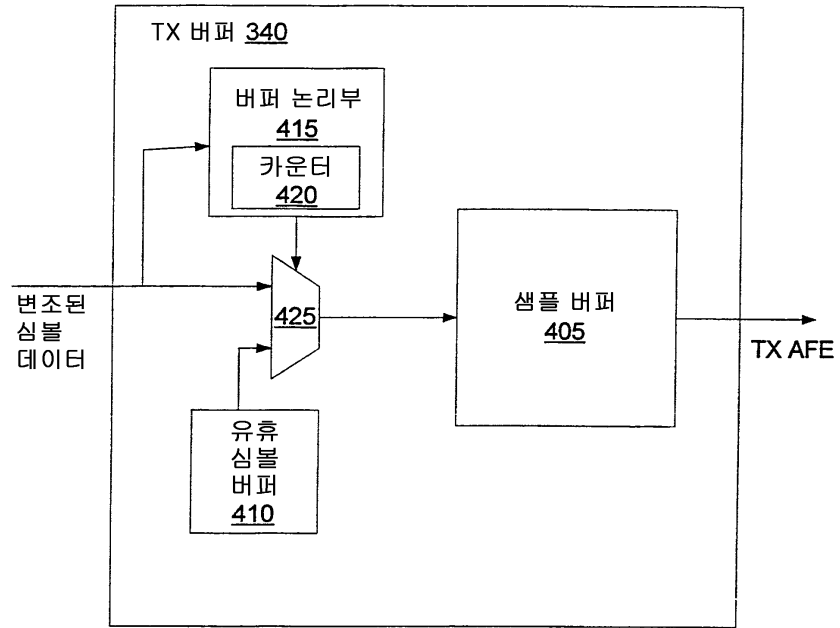 TX 버퍼 340
버퍼 논리부
415
카운터
420
변조된
심볼
데이터
425
샘플 버퍼
405
TX AFE
유휴
심볼
버퍼
410